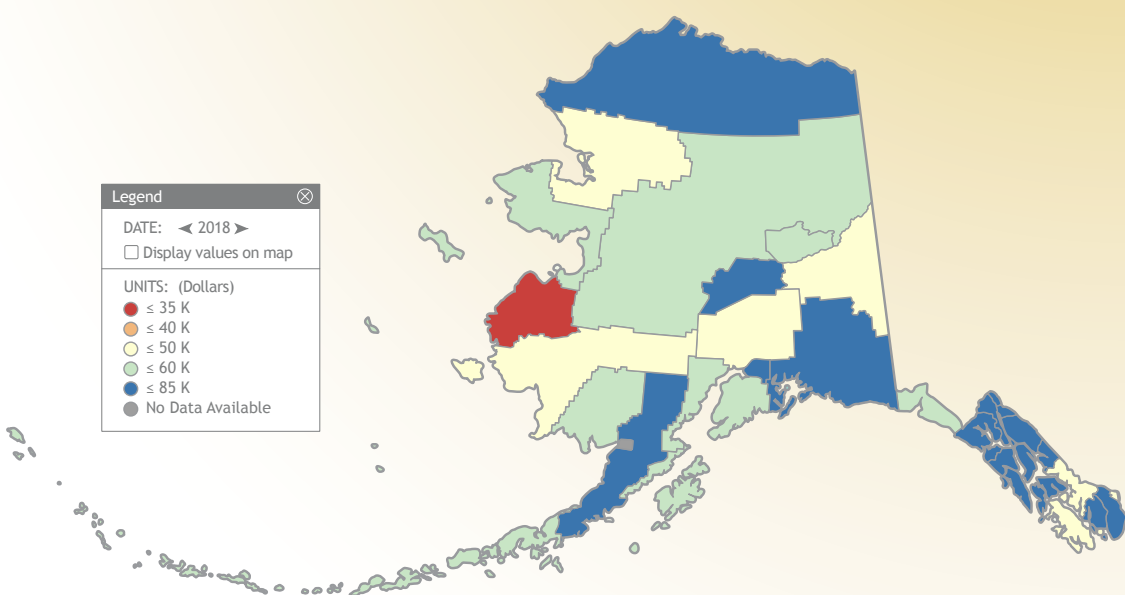 Legend
DATE: 2018
Display values on map
UNITS: (Dollars)
≤ 35 K
≤ 40 K
≤ 50 K
≤ 60 K
≤ 85 K
No Data Available